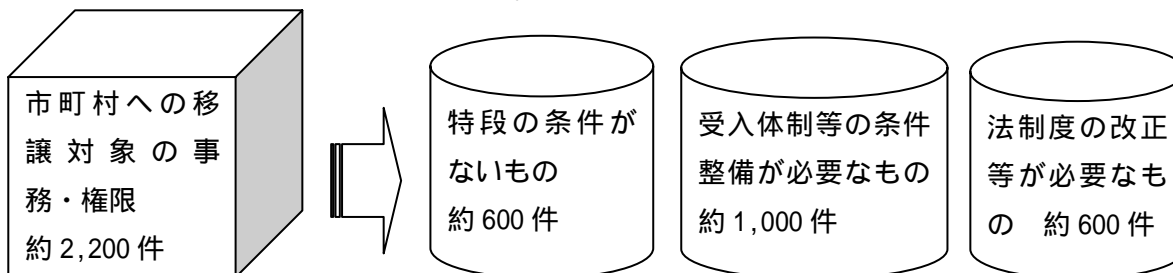 市町村への移
譲対象の事
務・権限
約2,200件
特段の条件が
ないもの
約600件
受入体制等の条件
整備が必要なもの
約1,000件
法制度の改正
等が必要なも
の　約600件